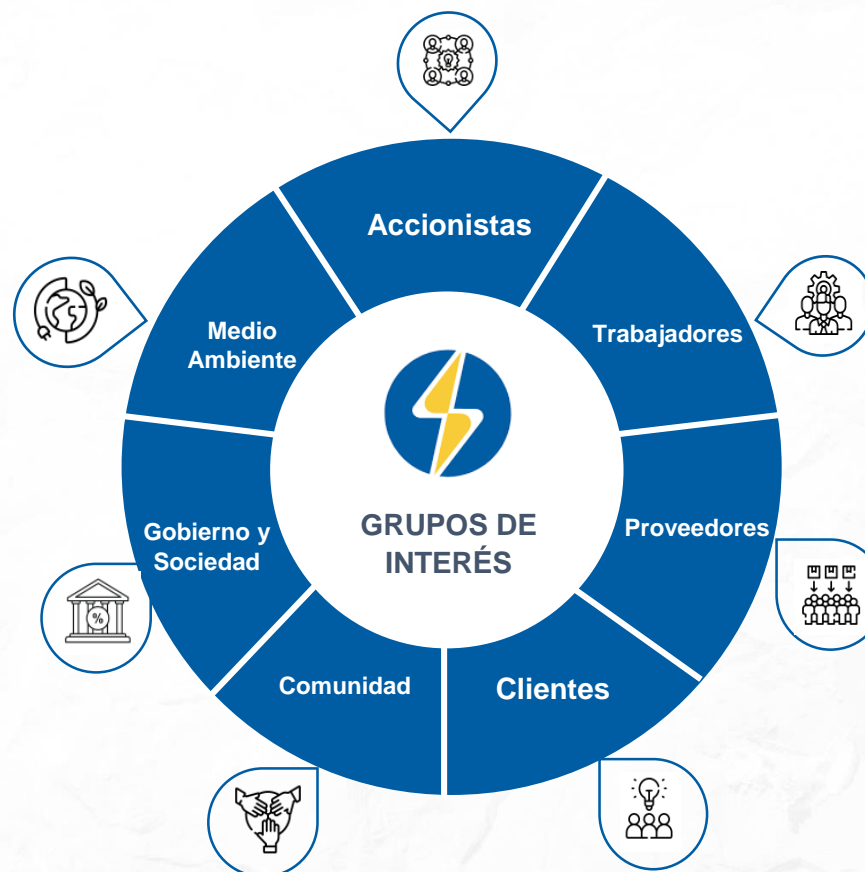 Accionistas
Trabajadores
Proveedores
Clientes
Comunidad
Gobierno y
Sociedad
Medio
Ambiente
GRUPOS DE
INTERÉS
%